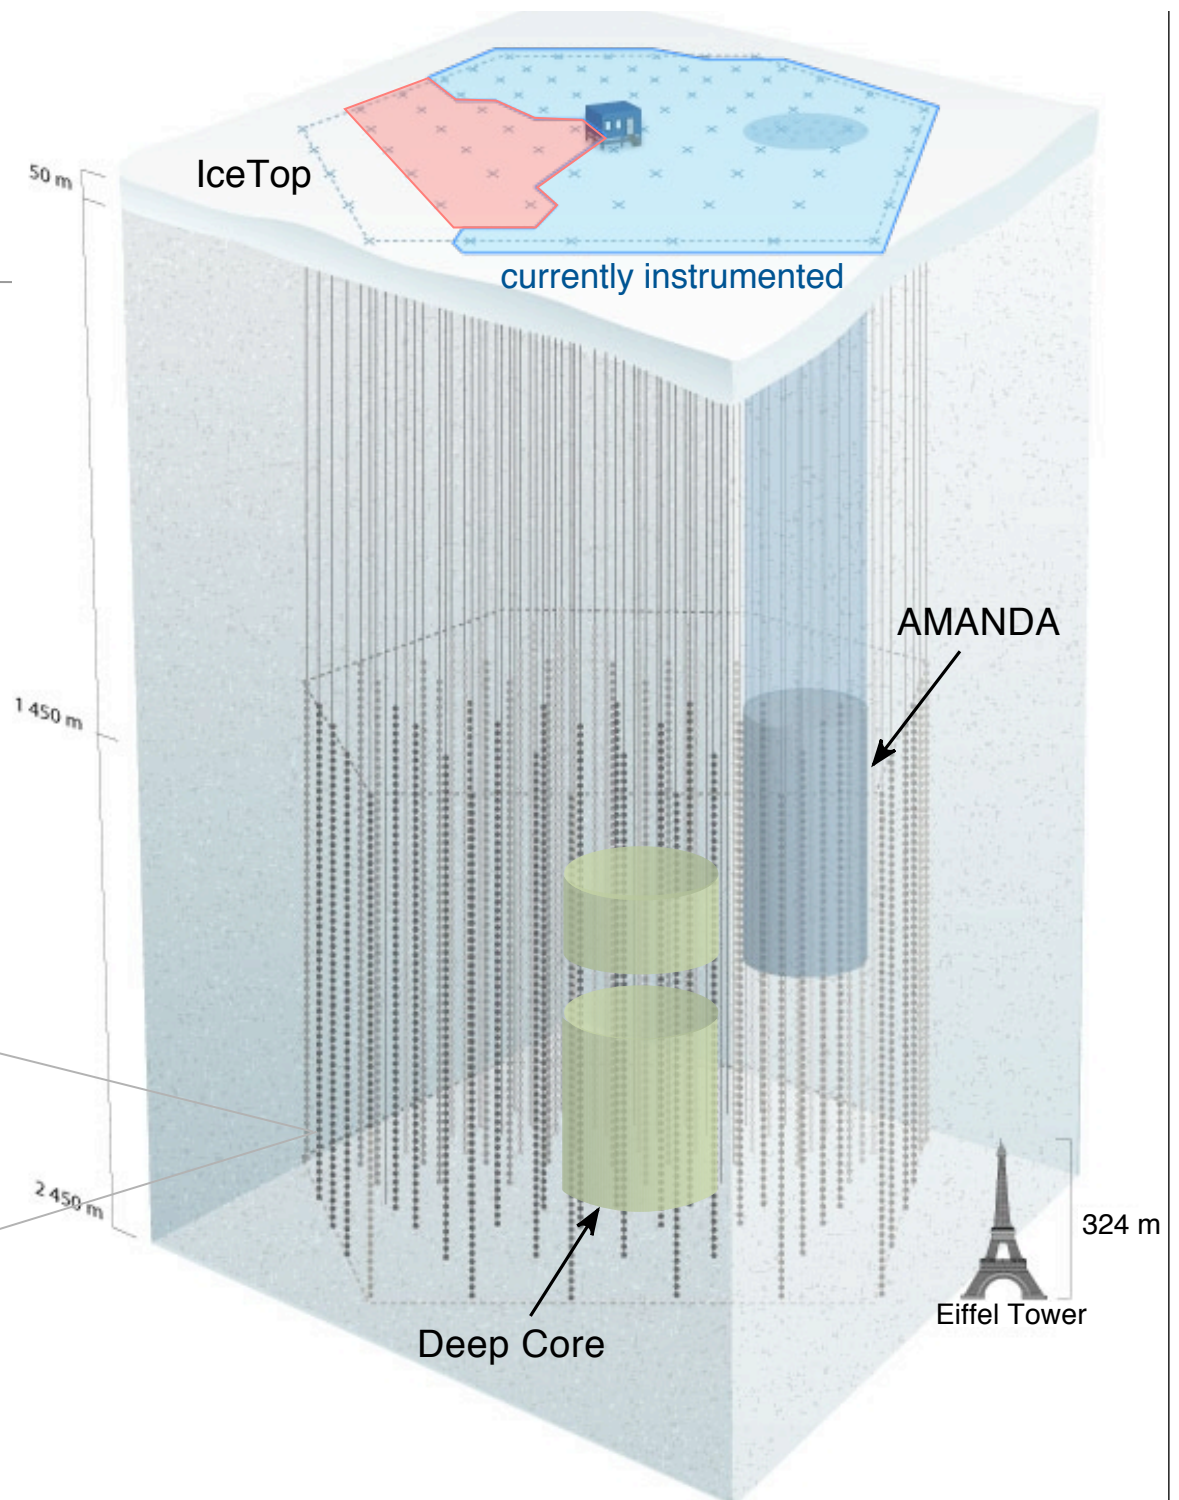 50 m
IceTop
currently instrumented
AMANDA
1 450 m
2 450 m
324 m
Eiffel Tower
Deep Core